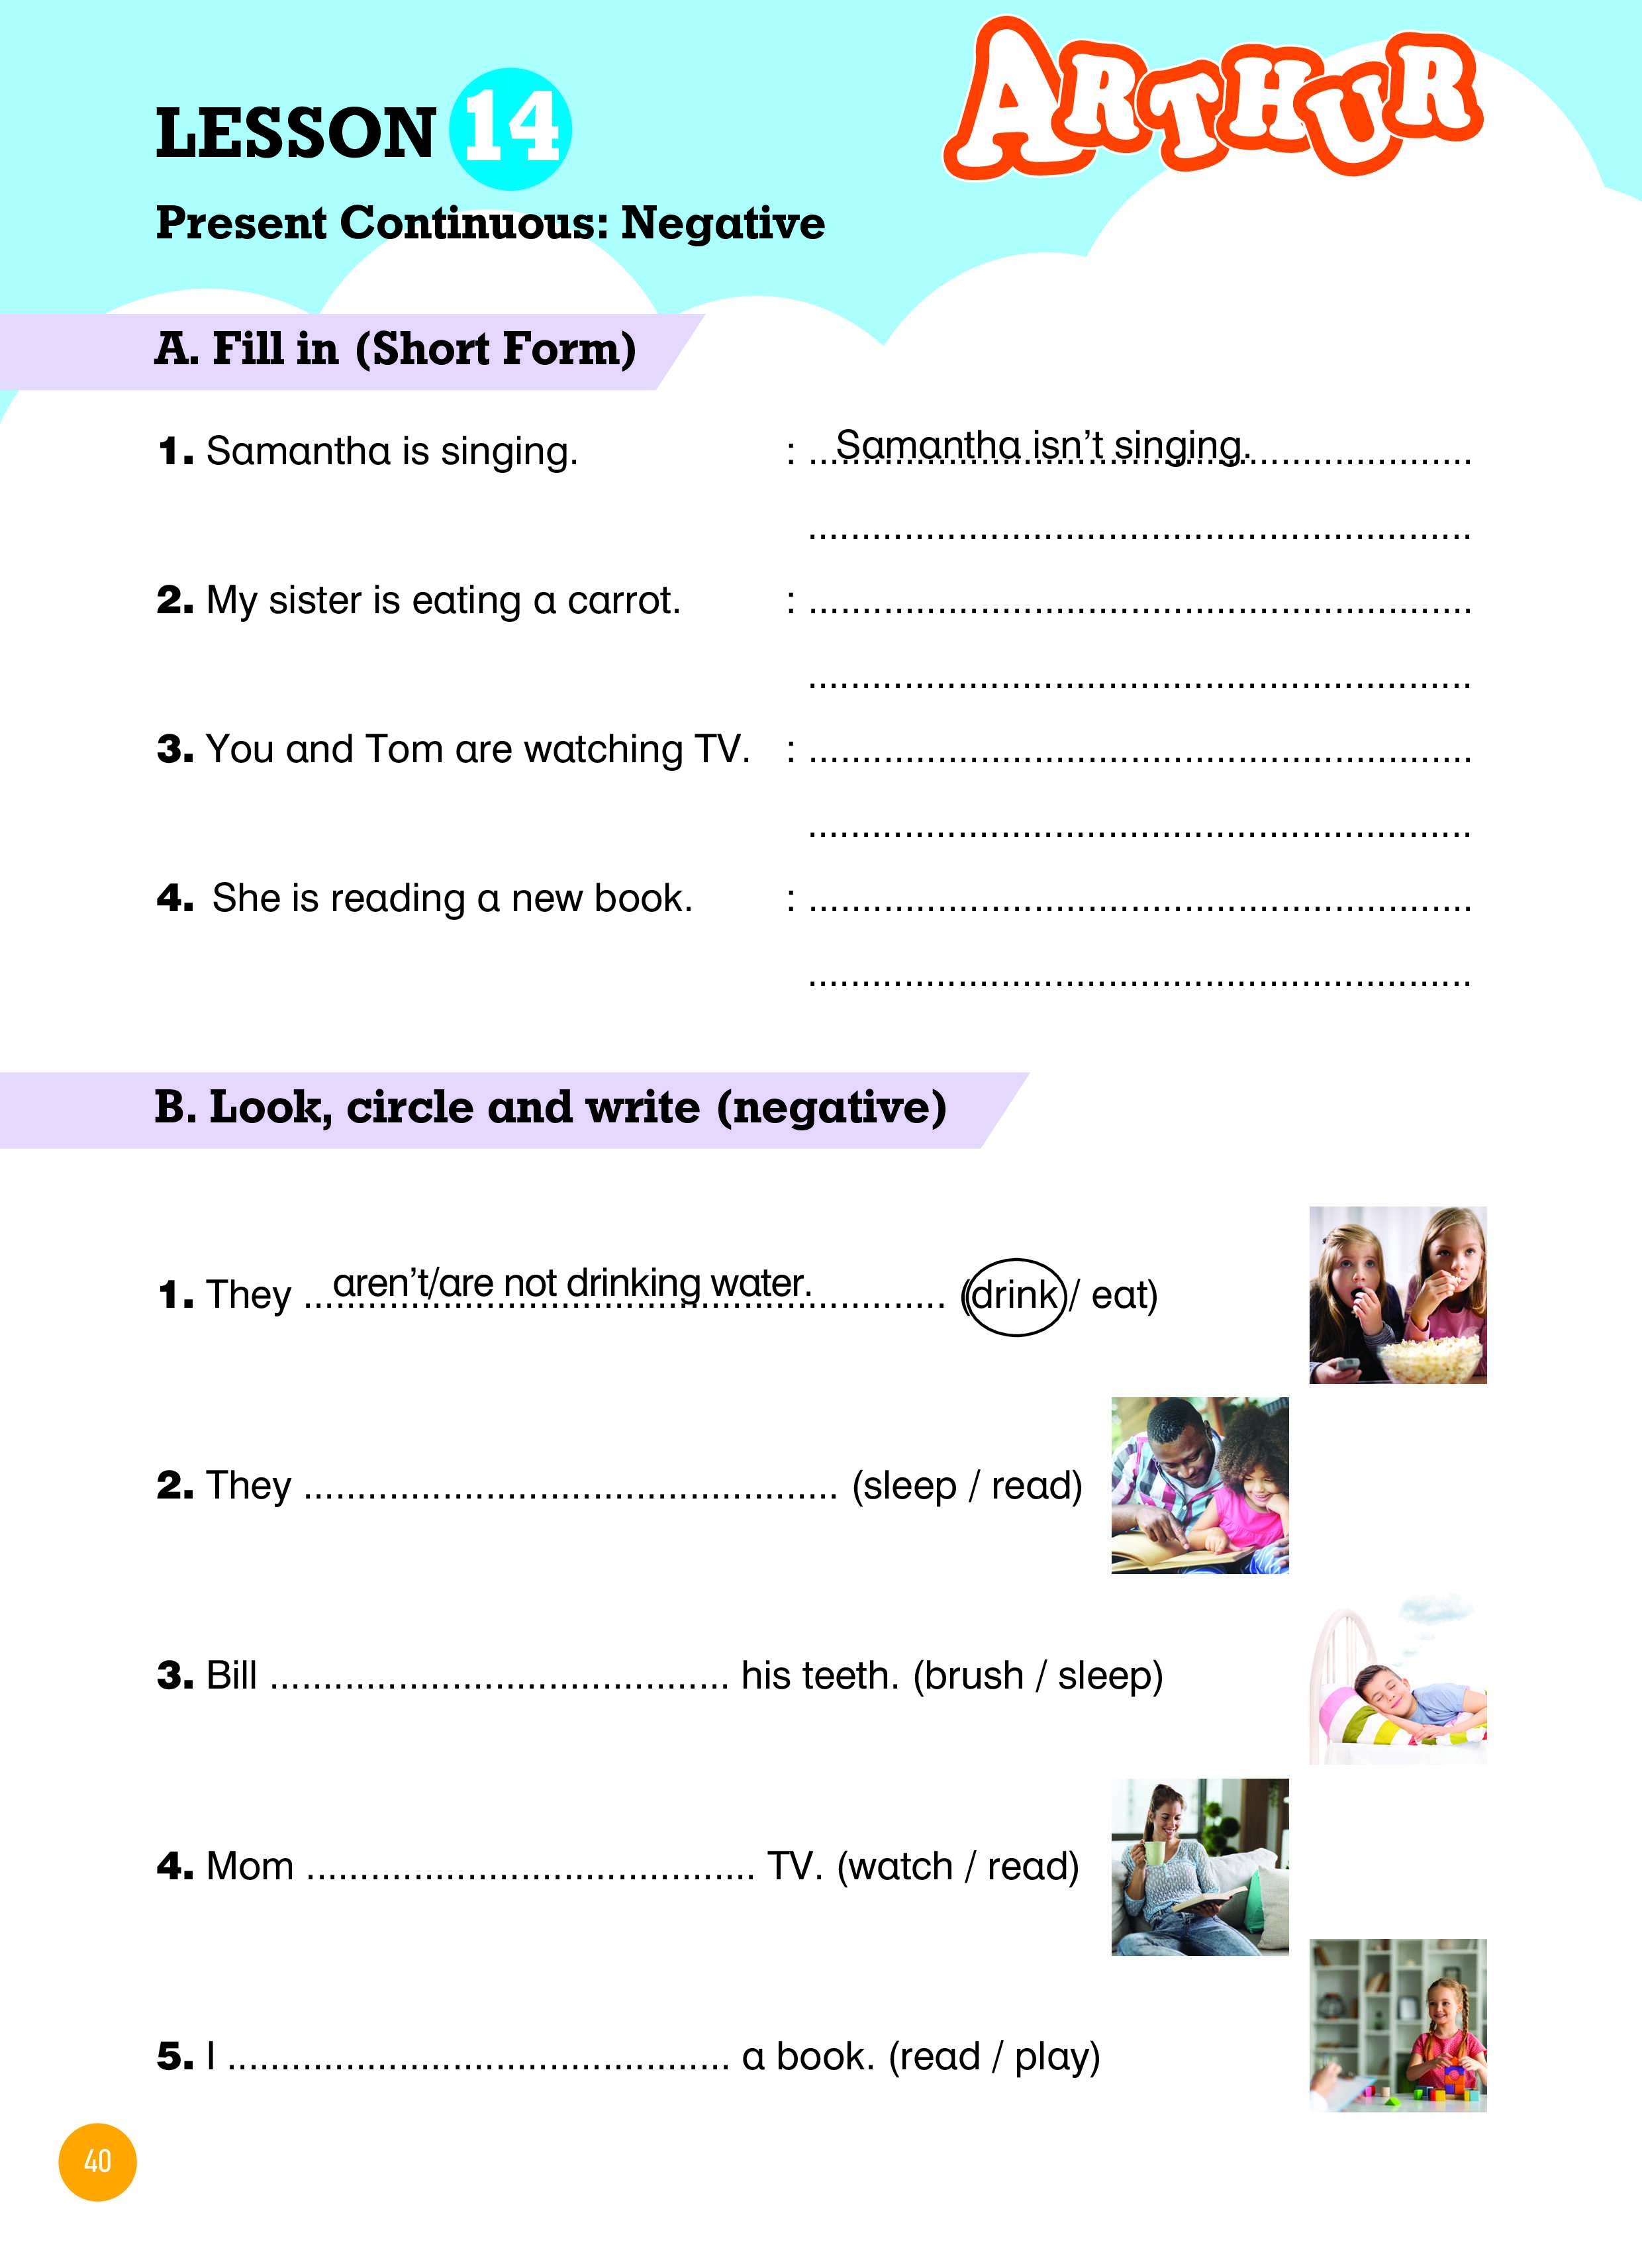 ARTHUR
LESSON 14
Present Continuous: Negative
A. Fill in (Short Form)
1. Samantha is singing. : ...Samantha isn't singing...............................
..............................................................
2. My sister is eating a carrot. : ..............................................................
..............................................................
3. You and Tom are watching TV. : ..............................................................
..............................................................
4. She is reading a new book. : ..............................................................
..............................................................
B. Look, circle and write (negative)
1. They ...aren't/are not drinking water............. (drink / eat)
2. They .................................................. (sleep / read)
3. Bill ........................................... his teeth. (brush / sleep)
4. Mom .......................................... TV. (watch / read)
5. I ............................................... a book. (read / play)
40